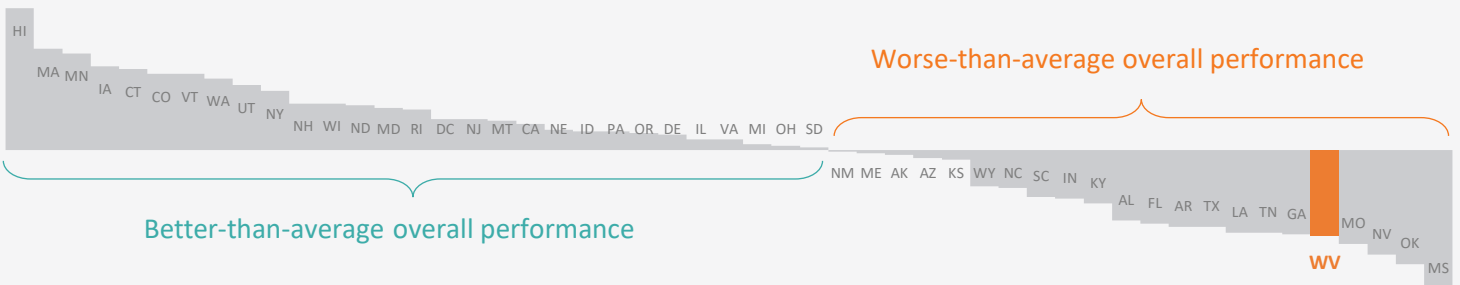 HI
MA MN IA CT CO VT WA UT NY NH WI ND MD RI DC NJ MT CA NE ID PA OR DE IL VA MI OH SD
Worse-than-average overall performance
NM ME AK AZ KS WY NC SC IN KY AL FL AR TX LA TN GA WV MO NV OK MS
Better-than-average overall performance